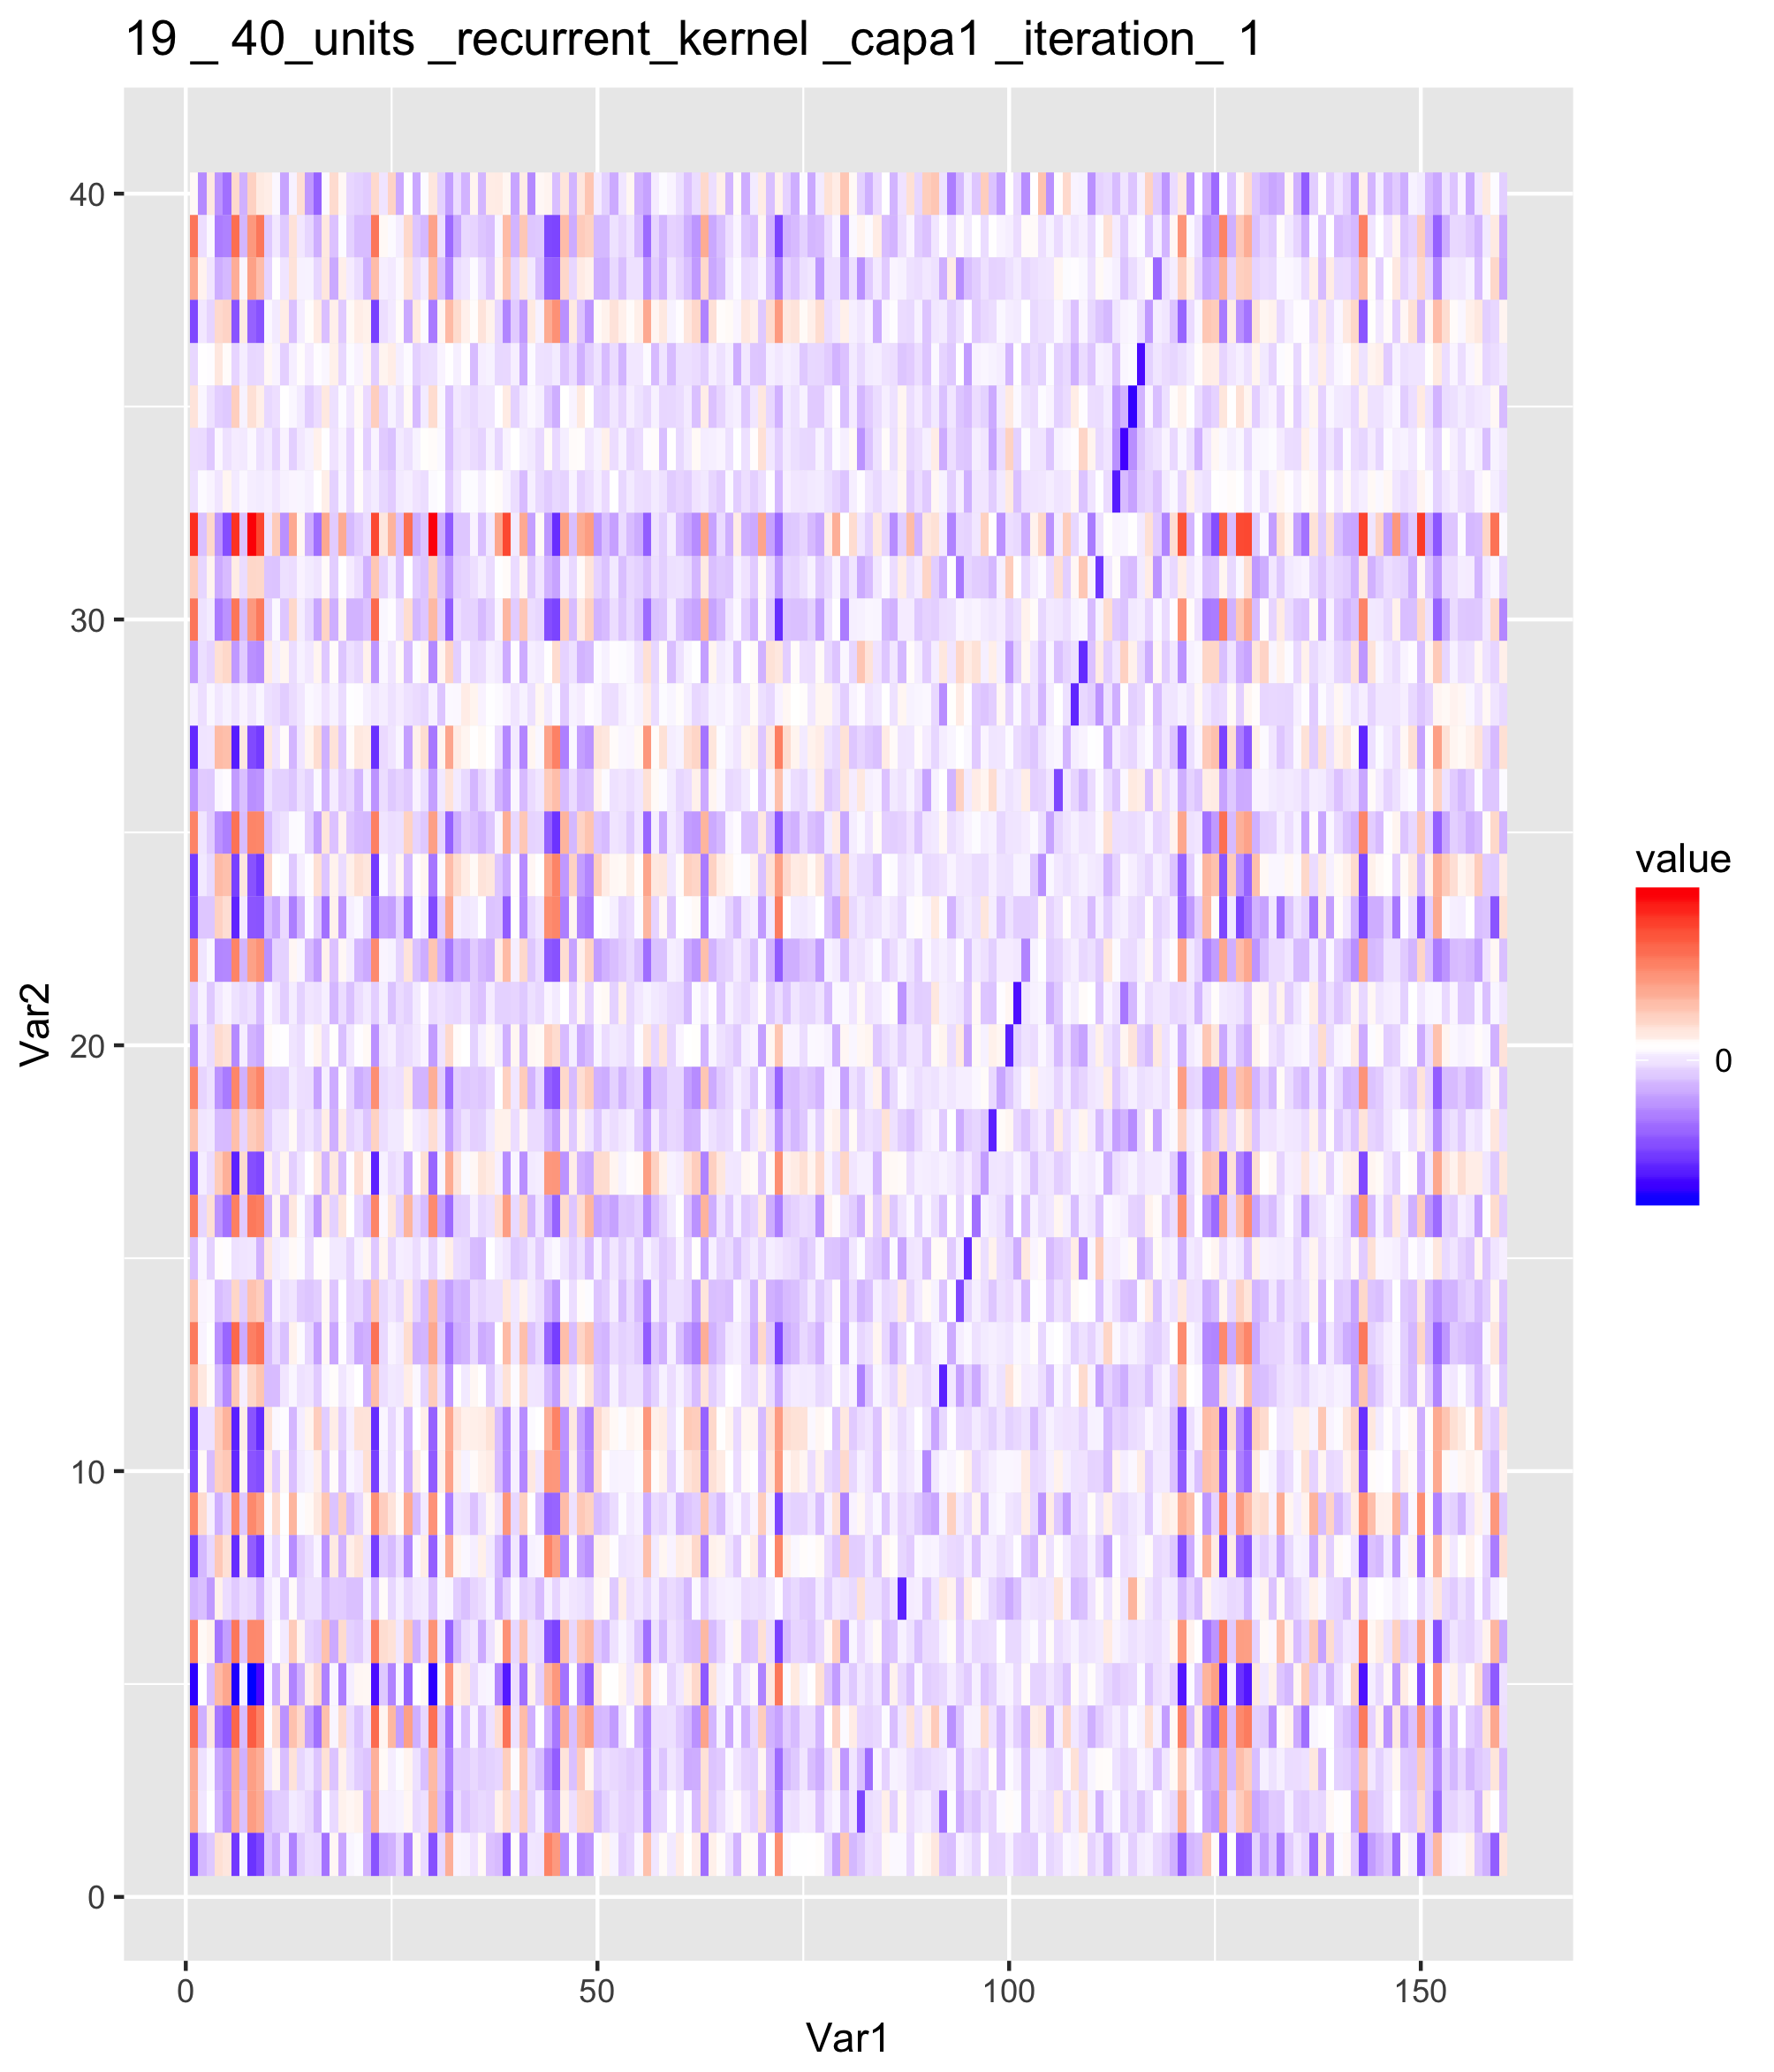 19 _ 40_units _recurrent_kernel _capa1 _iteration_ 1
40
30
20
10
0
Var2
0
50
100
150
Var1
value
0